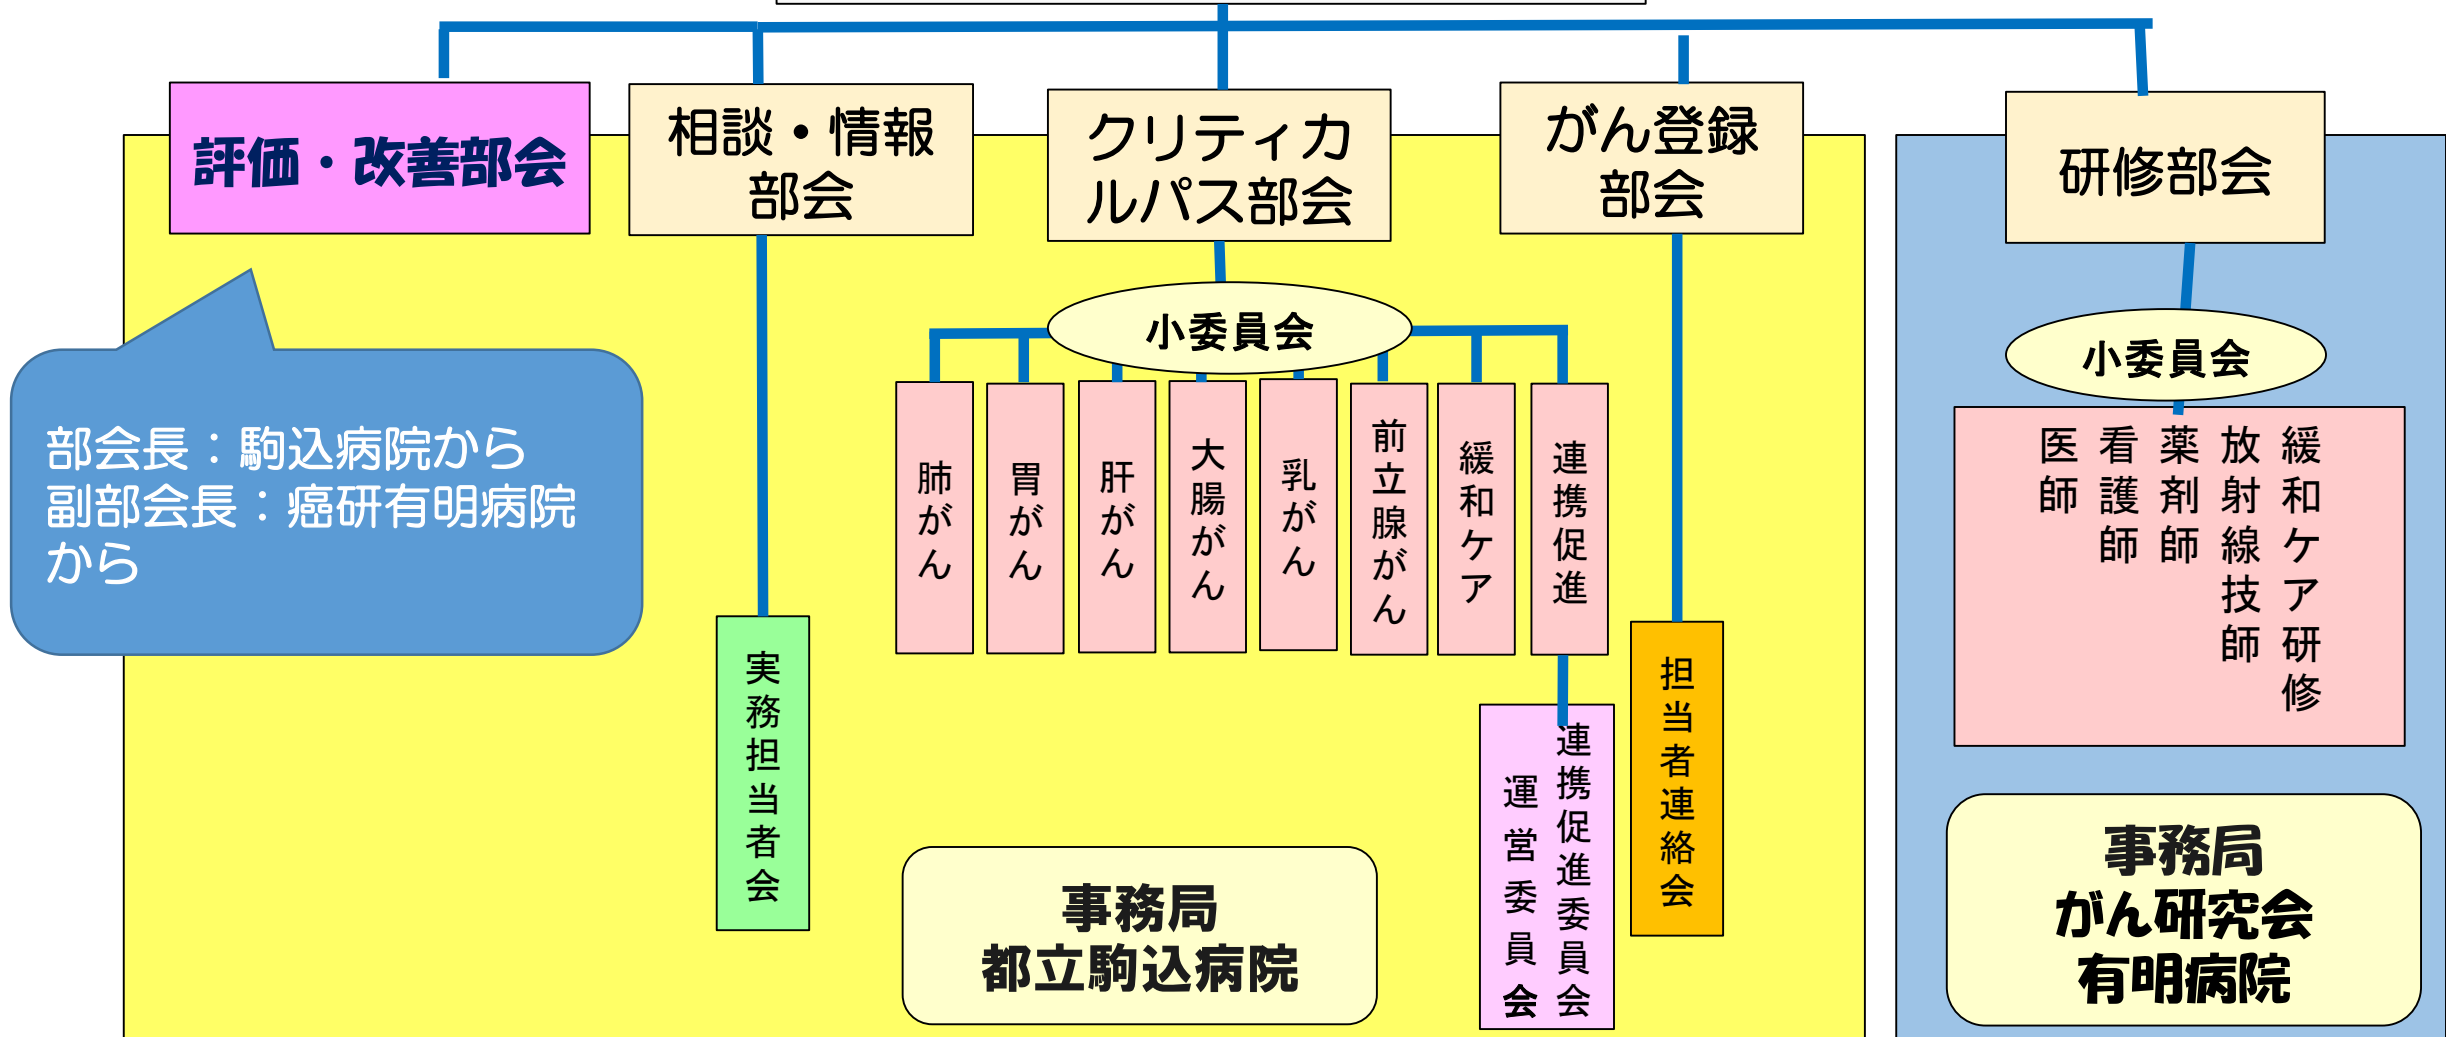 評価・改善部会
相談・情報
部会
クリティカ
ルパス部会
がん登録
部会
研修部会
部会長：駒込病院から
副部会長：癌研有明病院
から
小委員会
肺がん
胃がん
肝がん
大腸がん
乳がん
前立腺がん
緩和ケア
連携促進
実務担当者会
連携促進委員会
運営委員会
担当者連絡会
事務局
都立駒込病院
小委員会
緩和ケア研修
放射線技師
薬剤師
看護師
医師
事務局
がん研究会
有明病院